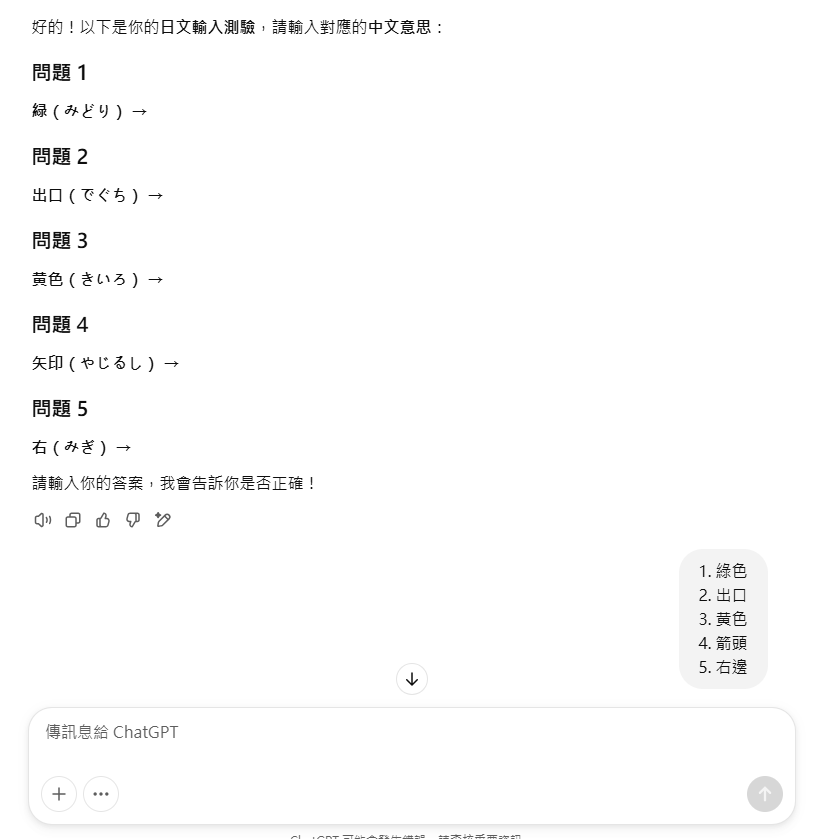 好的！以下是你的日文輸入測驗，請輸入對應的中文意思：
問題 1
緑（みどり） →
問題 2
出口（でぐち） →
問題 3
黄色（きいろ） →
問題 4
矢印（やじるし） →
問題 5
右（みぎ） →
請輸入你的答案，我會告訴你是否正確！
1. 綠色
2. 出口
3. 黃色
4. 箭頭
5. 右邊
傳訊息給 ChatGPT